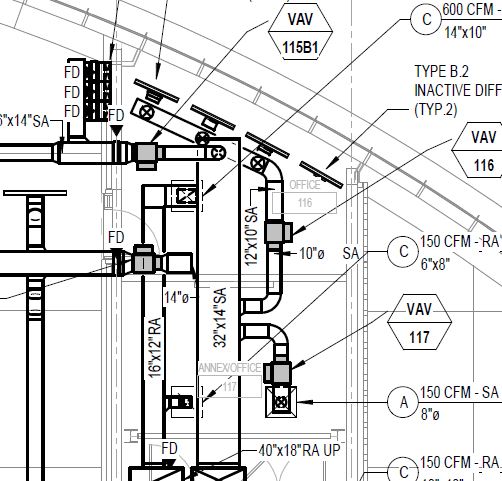 600 CFM -
14"x10"
C
VAV
115B1
TYPE B.2
INACTIVE DIFF
(TYP.2)
FD
FD
FD
FD
6"x14"SA
VAV
116
OFFICE
116
12"x10"SA
10"ø
SA
C
150 CFM - RA
6"x8"
FD
14"ø
32"x14"SA
16"x12"RA
VAV
117
ANNEX/OFFICE
117
A
150 CFM - SA
8"ø
FD
40"x18"RA UP
C
150 CFM - RA